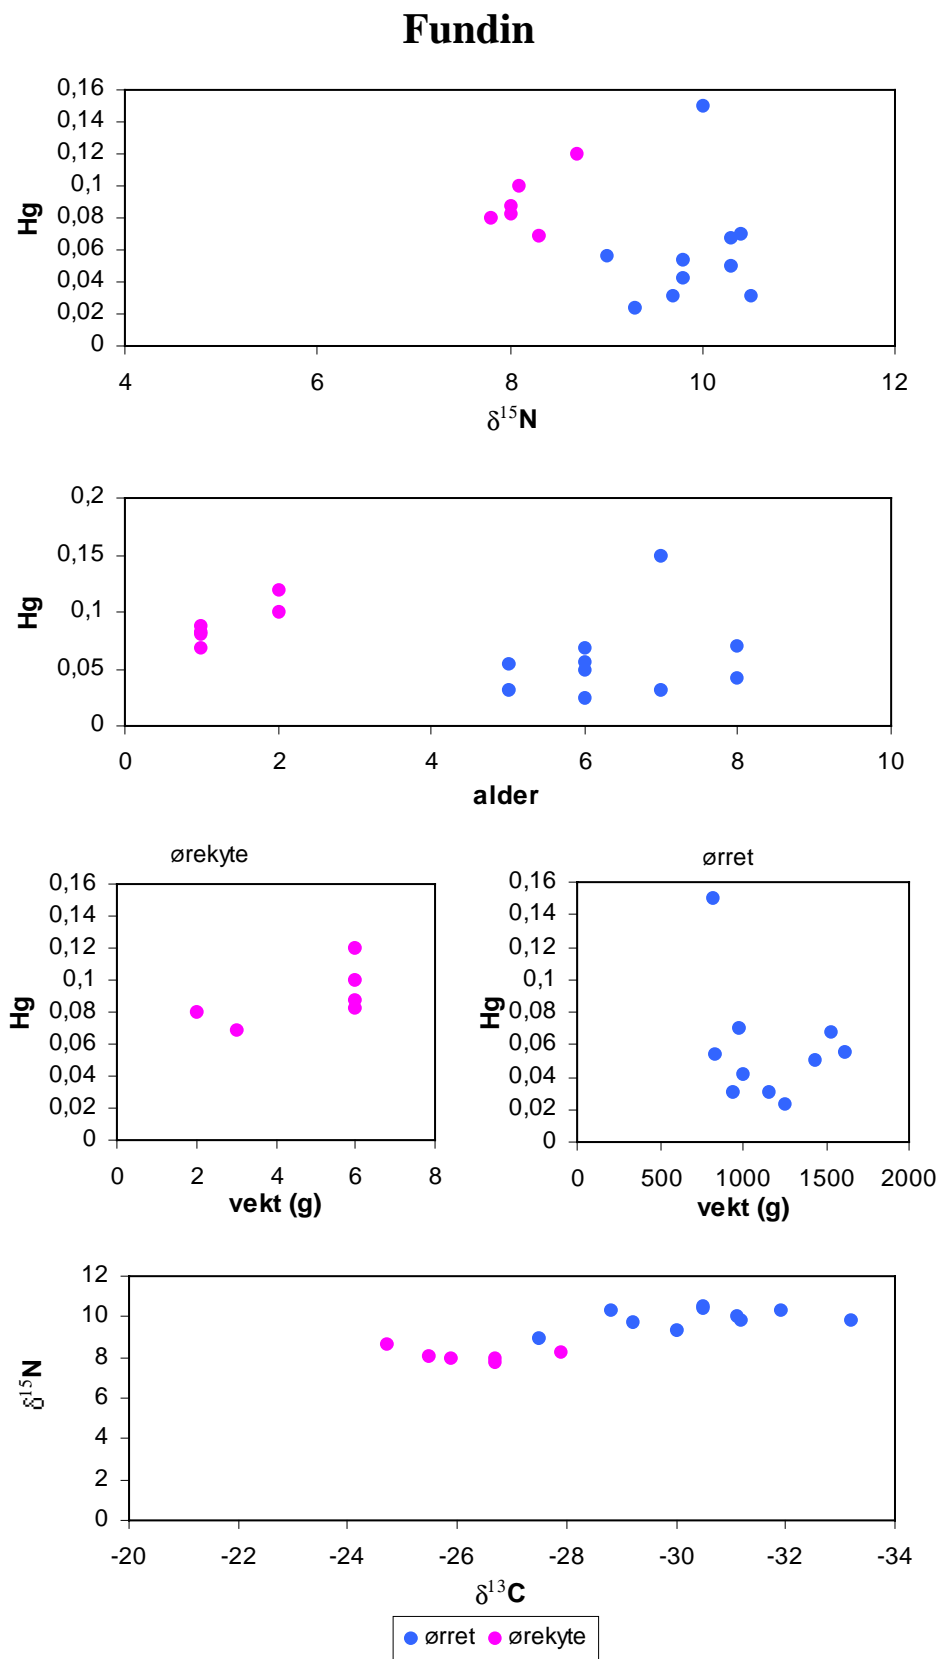 Fundin
0,16
0,14
0,12
0,1
0,08
0,06
0,04
0,02
0
Hg
4 6 8 10 12
δ¹⁵N
0,2
0,15
0,1
0,05
0
Hg
0 2 4 6 8 10
alder
ørekyte
0,16
0,14
0,12
0,1
0,08
0,06
0,04
0,02
0
Hg
0 2 4 6 8
vekt (g)
ørret
0,16
0,14
0,12
0,1
0,08
0,06
0,04
0,02
0
Hg
0 500 1000 1500 2000
vekt (g)
12
10
8
6
4
2
0
δ¹⁵N
-20 -22 -24 -26 -28 -30 -32 -34
δ¹³C
ørret ørekyte